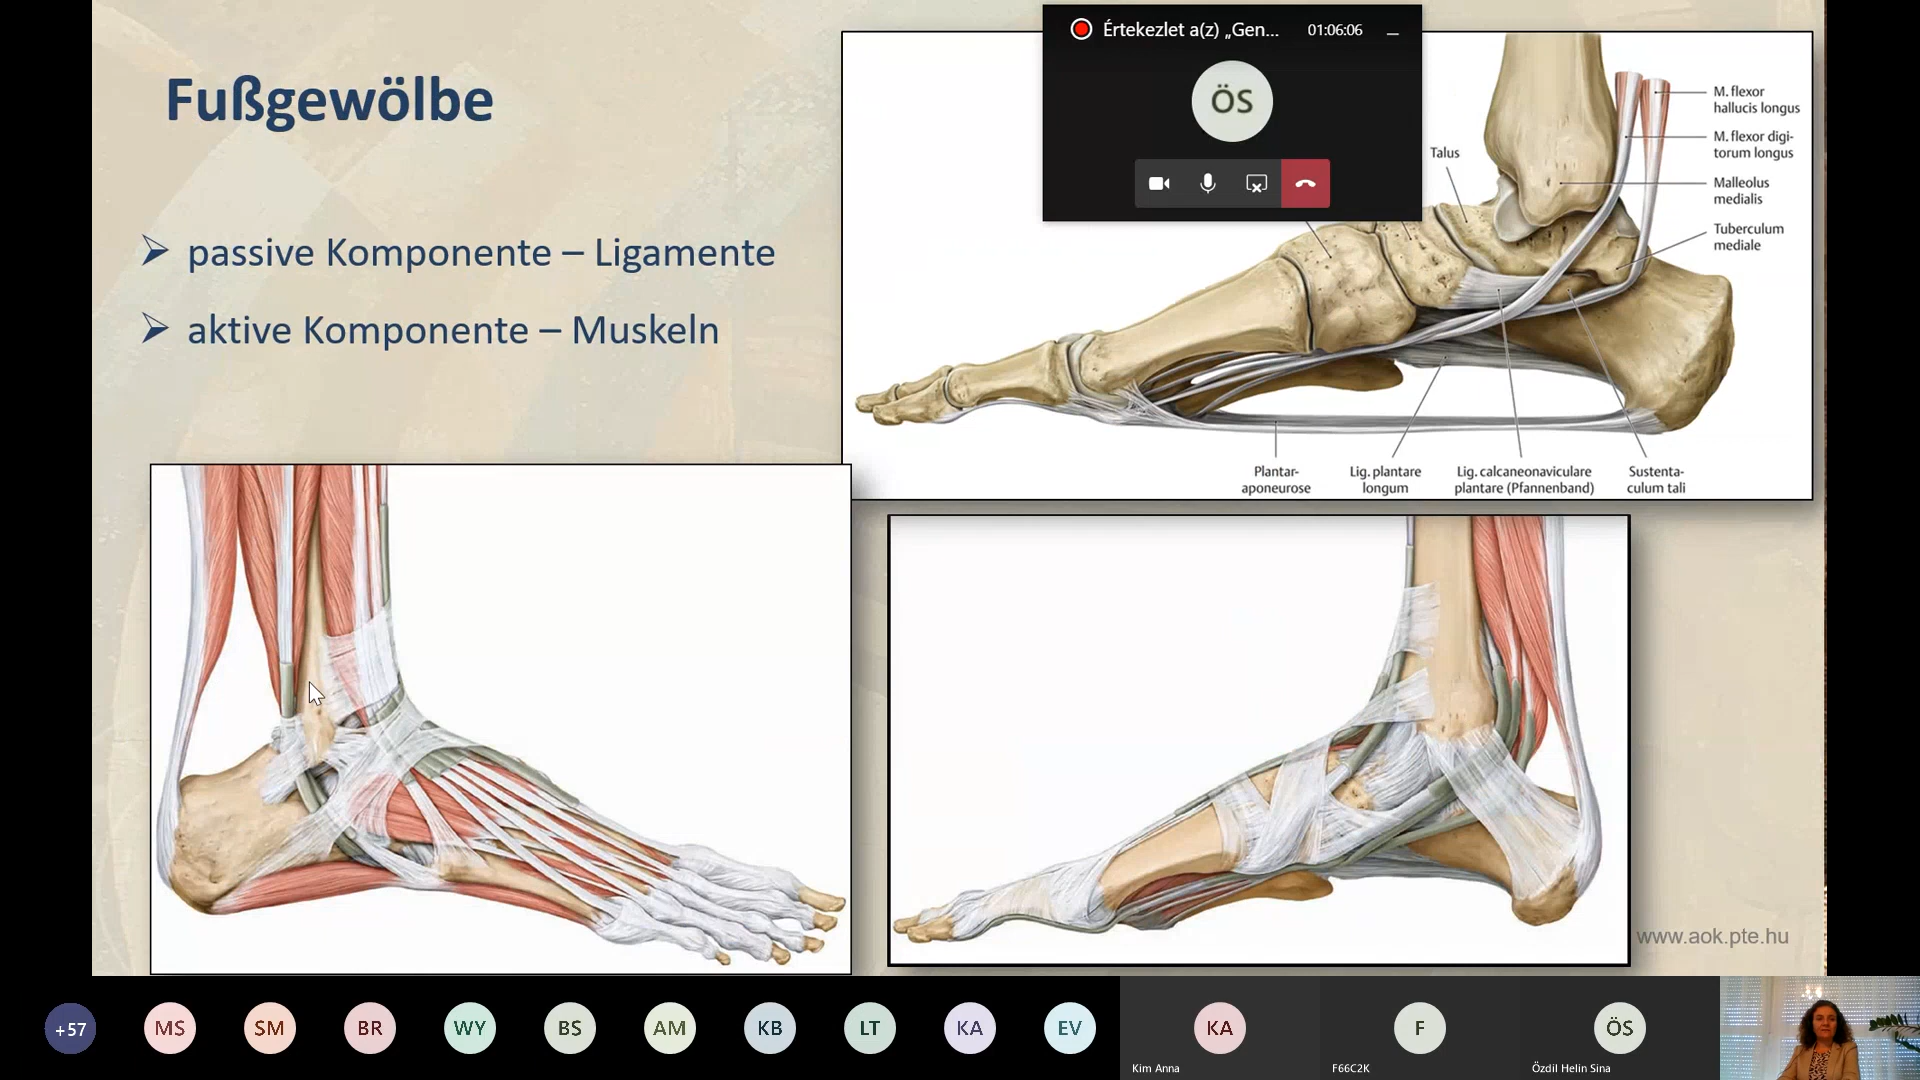 Fußgewölbe
passive Komponente – Ligamente
aktive Komponente – Muskeln
Értekezlet a(z) „Gen...
01:06:06
ÖS
Talus
M. flexor
hallucis longus
M. flexor digi-
torum longus
Malleolus
medialis
Tuberculum
mediale
Plantar-
aponeurose
Lig. plantare
longum
Lig. calcaneonaviculare
plantare (Pfannenband)
Sustenta-
culum tali
www.aok.pte.hu
+57
MS
SM
BR
WY
BS
AM
KB
LT
KA
EV
KA
Kim Anna
F
F66C2K
ÖS
Özdil Helin Sina